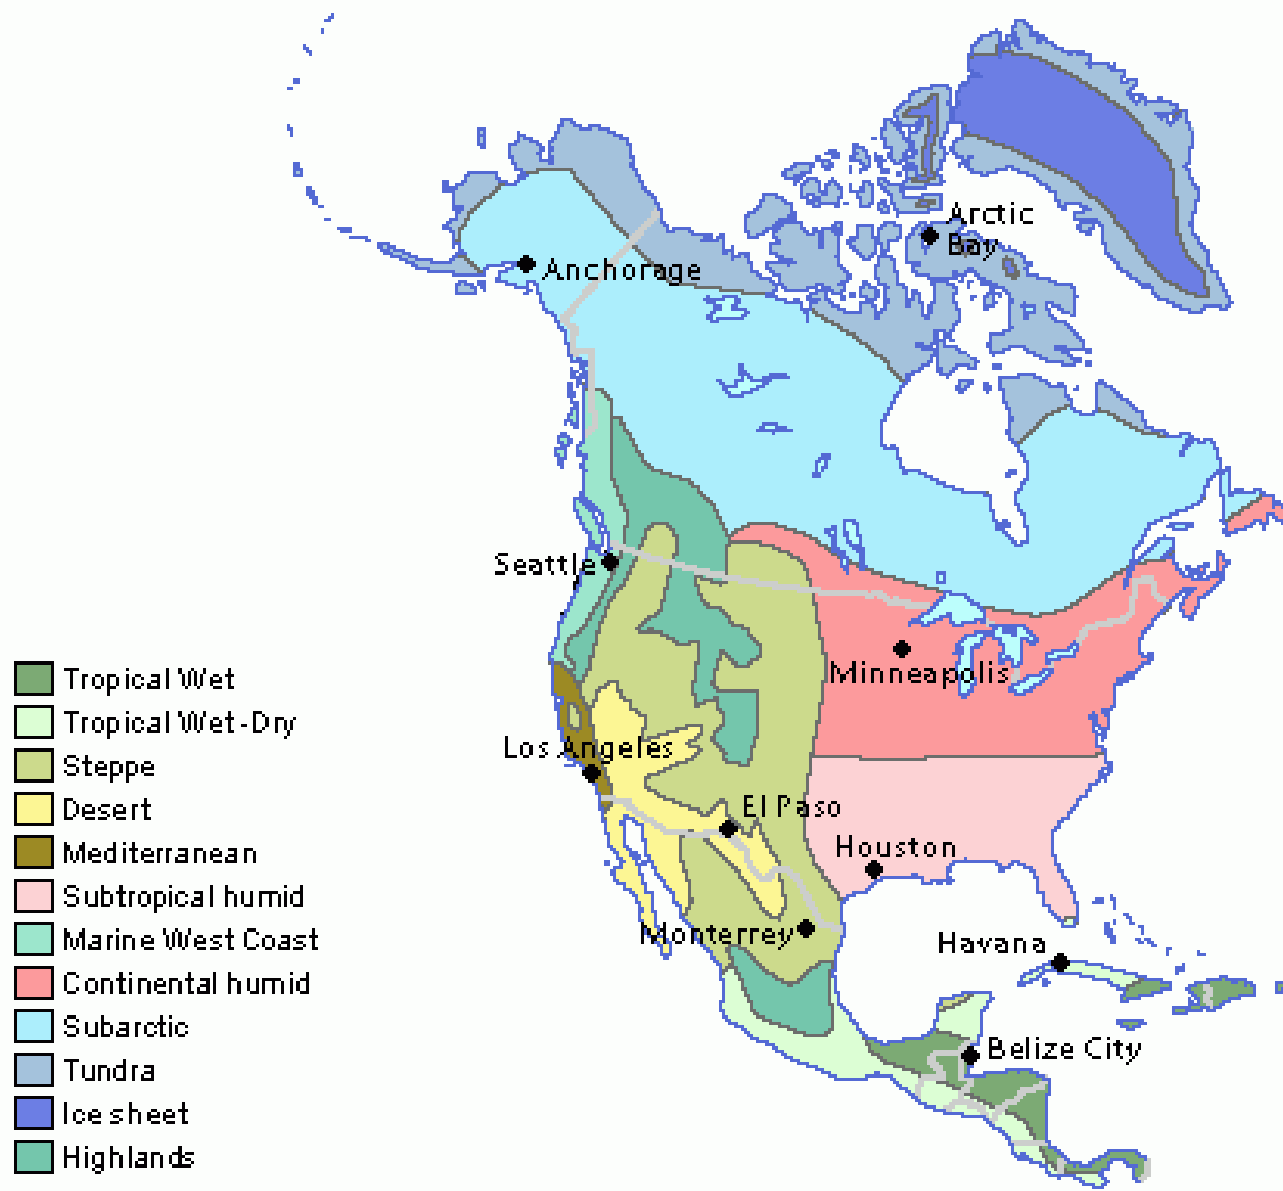 Arctic
Bay
Anchorage
Seattle
Minneapolis
Los Angeles
El Paso
Houston
Monterrey
Havana
Belize City
Tropical Wet
Tropical Wet-Dry
Steppe
Desert
Mediterranean
Subtropical humid
Marine West Coast
Continental humid
Subarctic
Tundra
Ice sheet
Highlands